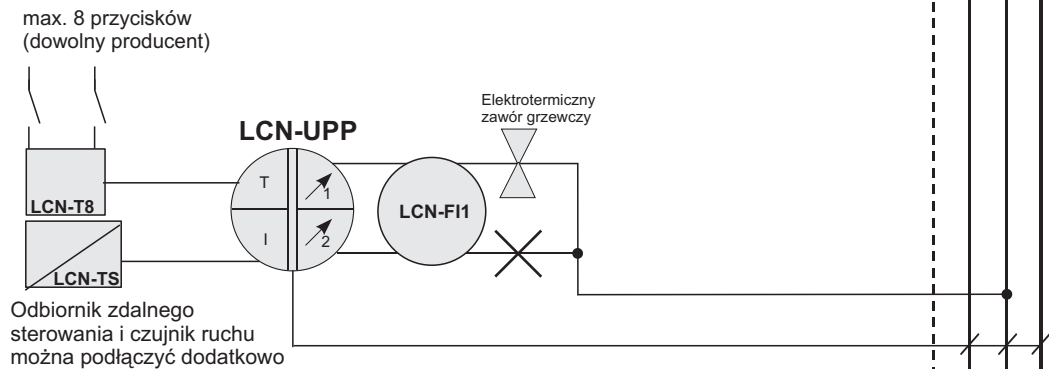 max. 8 przycisków
(dowolny producent)
Elektrotermiczny
zawór grzewczy
LCN-UPP
T
1
LCN-T8
LCN-FI1
I
2
LCN-TS
Odbiornik zdalnego
sterowania i czujnik ruchu
można podłączyć dodatkowo